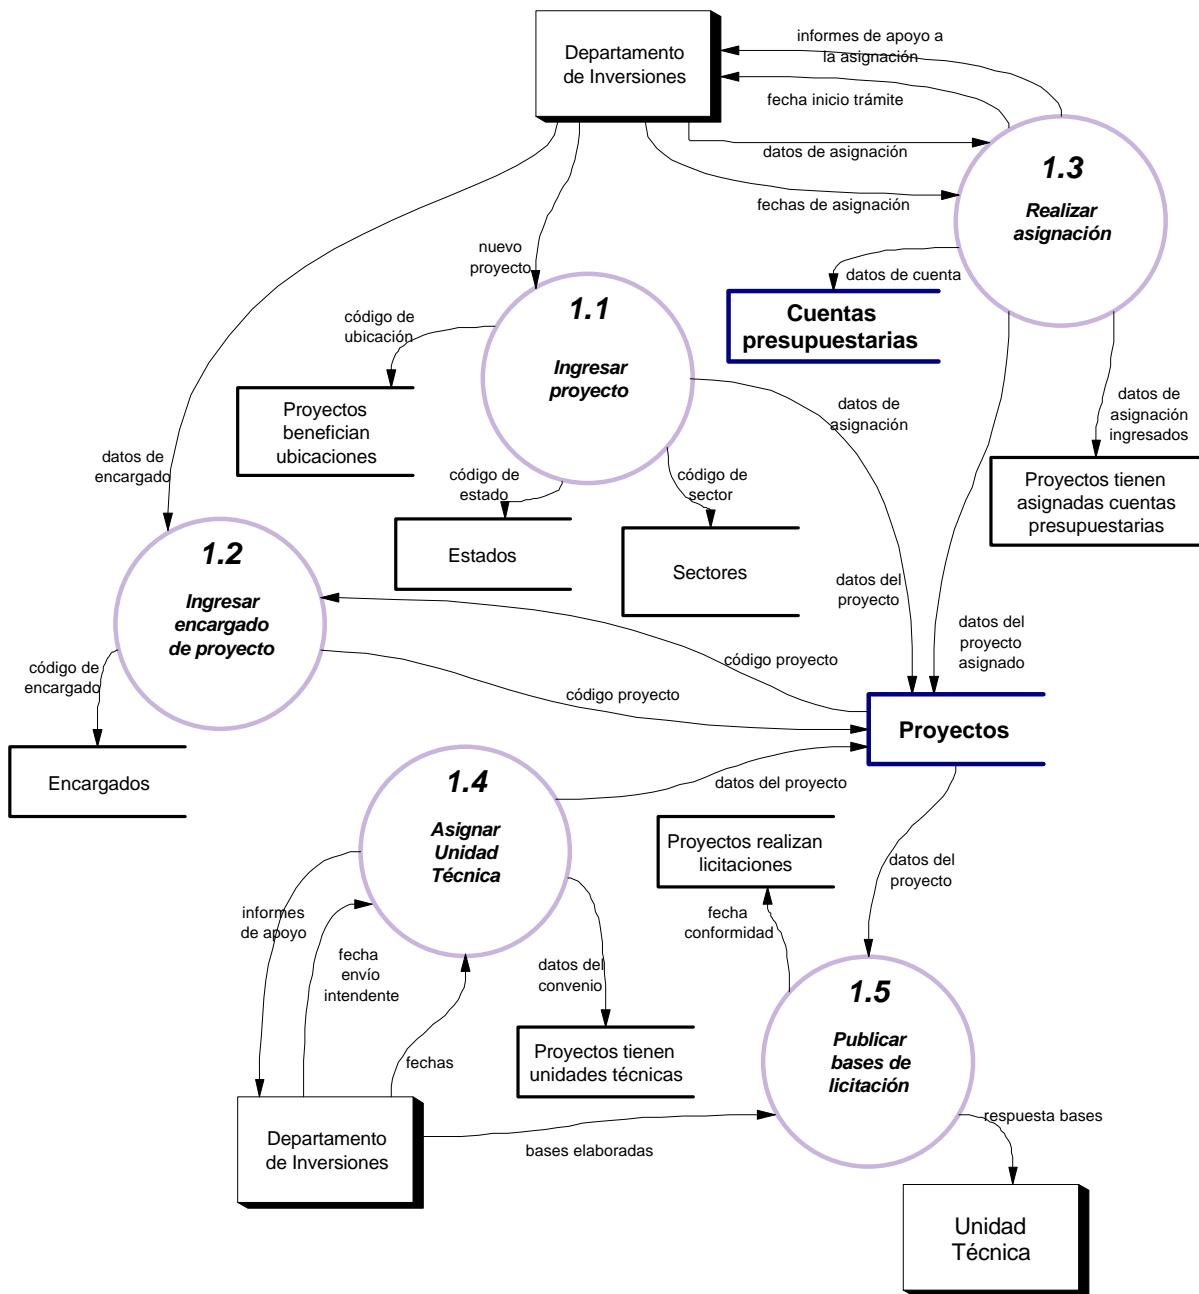 Departamento
de Inversiones
informes de apoyo a
la asignación
fecha inicio trámite
datos de asignación
fechas de asignación
1.3
Realizar
asignación
nuevo
proyecto
datos de cuenta
Cuentas
presupuestarias
código de
ubicación
1.1
Ingresar
proyecto
Proyectos
benefician
ubicaciones
datos de
asignación
datos de
asignación
ingresados
datos de
encargado
código de
estado
código de
sector
Proyectos tienen
asignadas cuentas
presupuestarias
Estados
Sectores
1.2
Ingresar
encargado
de proyecto
datos del
proyecto
datos del
proyecto
asignado
código de
encargado
código proyecto
código proyecto
Proyectos
Encargados
1.4
Asignar
Unidad
Técnica
datos del proyecto
Proyectos realizan
licitaciones
datos del
proyecto
informes
de apoyo
fecha
envío
intendente
fecha
conformidad
datos del
convenio
1.5
Publicar
bases de
licitación
fechas
Proyectos tienen
unidades técnicas
Departamento
de Inversiones
bases elaboradas
respuesta bases
Unidad
Técnica